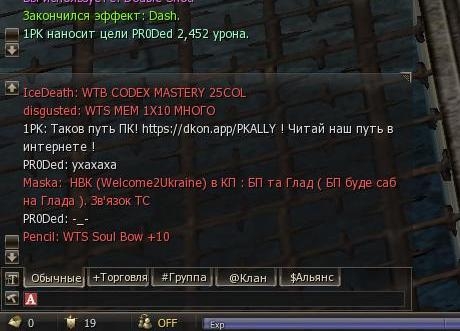 Закончился эффект: Dash.
1PK наносит цели PR0Ded 2,452 урона.
IceDeath: WTB CODEX MASTERY 25COL
disgusted: WTS MEM 1X10 МНОГО
1PK: Таков путь ПК! https://dkon.app/PKALLY ! Читай наш путь в
интернете !
PR0Ded: ухахаха
Maska:  НВК (Welcome2Ukraine) в КП : БП та Глад ( БП буде саб
на Глада ). Зв'язок ТС
PR0Ded: -_-
Pencil: WTS Soul Bow +10
Обычные +Торговля #Группа @Клан $Альянс
A
0 19 OFF Exp